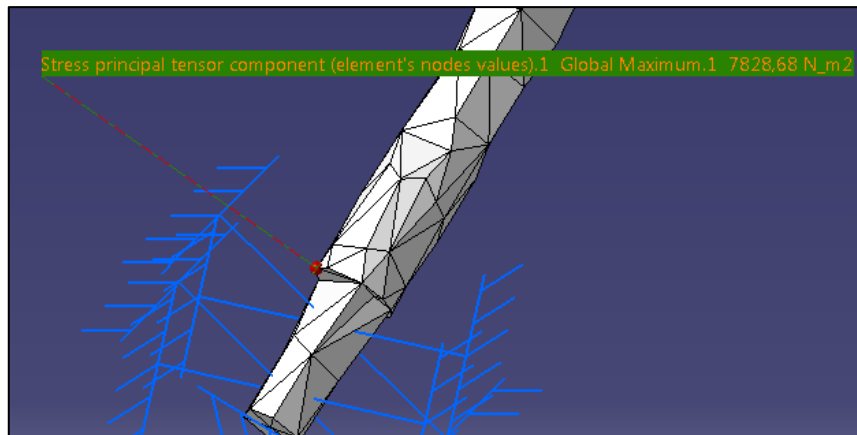 Stress principal tensor component (element's nodes values).1 Global Maximum.1 7828,68 N_m2